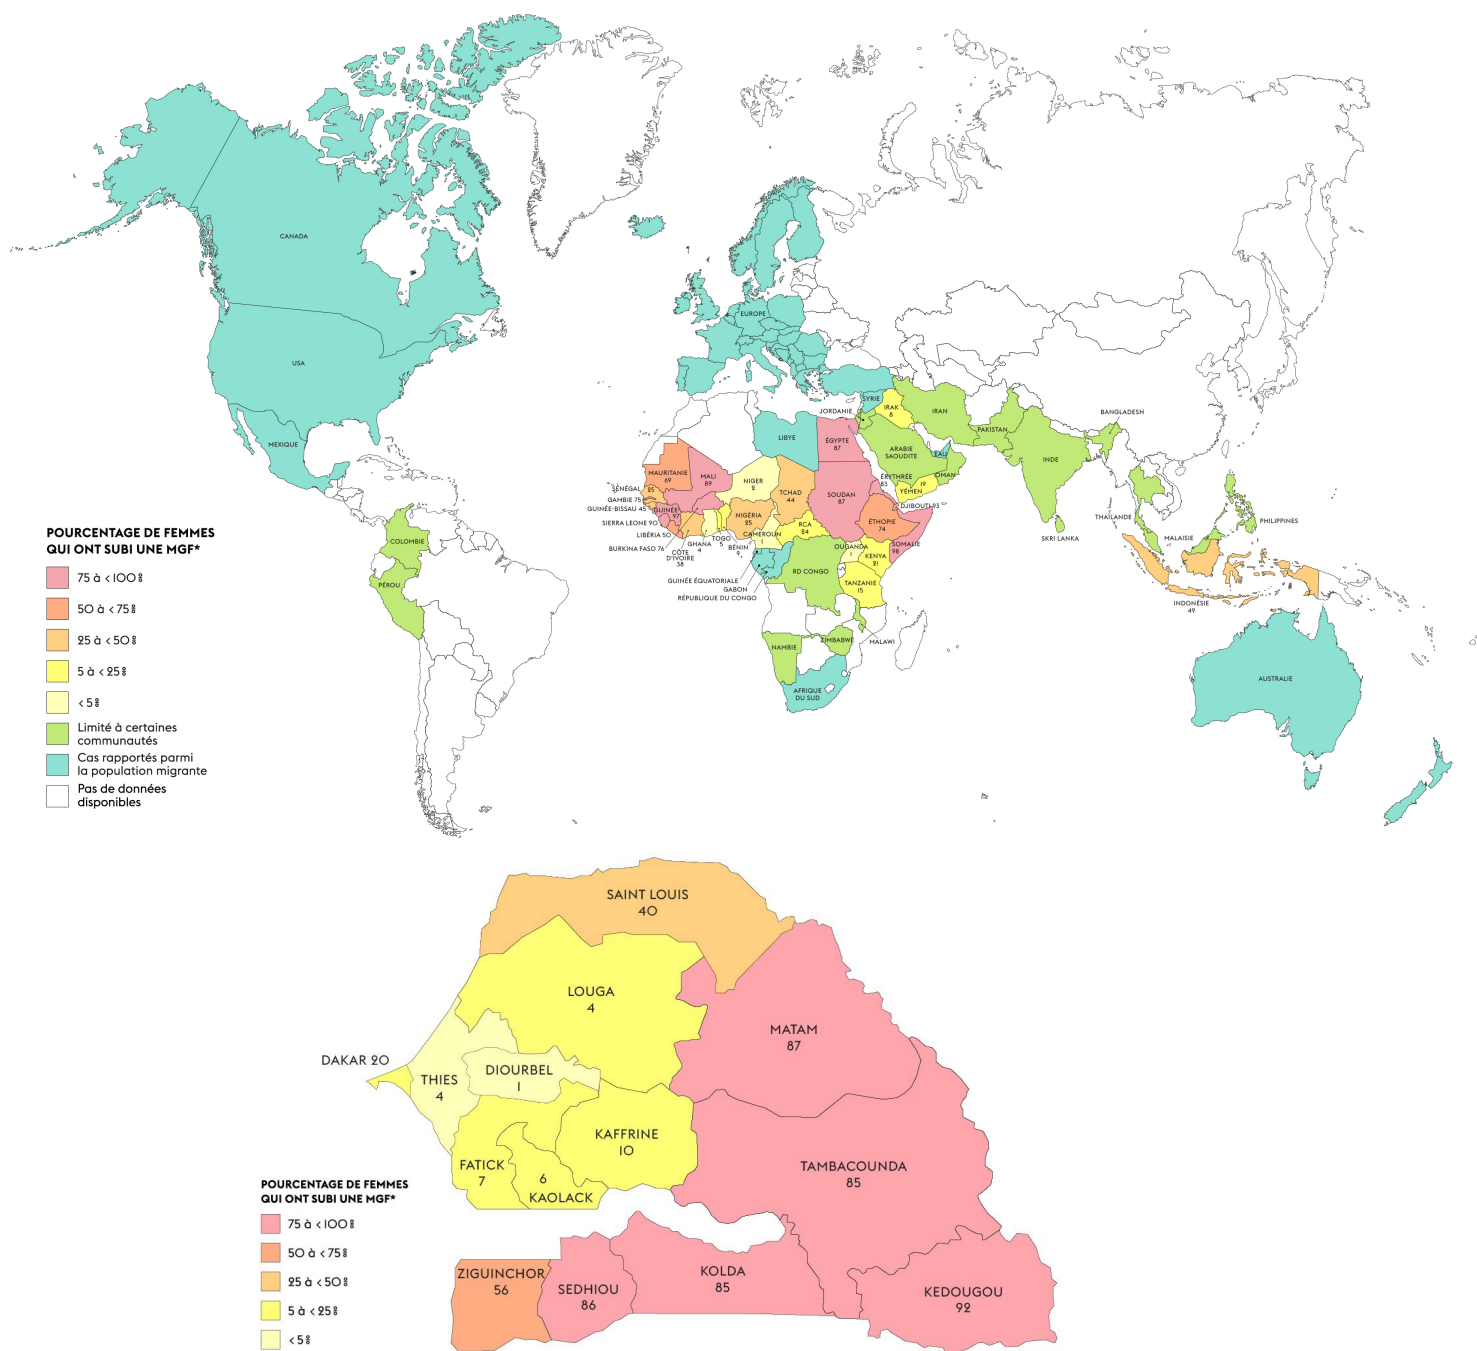 CANADA
USA
MEXIQUE
COLOMBIE
PÉROU
EUROPE
LIBYE
ÉGYPTE
87
JORDANIE
SYRIE
IRAK
8
IRAN
PAKISTAN
INDE
BANGLADESH
ARABIE
SAOUDITE
EAU
OMAN
19
YÉMEN
ÉRYTHRÉE
83
DJIBOUTI 93
MAURITANIE
69
MALI
89
NIGER
2
TCHAD
44
SOUDAN
87
ÉTHOPIE
74
SOMALIE
98
SÉNÉGAL
25
GAMBIE 75
GUINÉE-BISSAU 45
GUINÉE
97
SIERRA LEONE 90
LIBÉRIA 50
BURKINA FASO 76
CÔTE
D'IVOIRE
38
GHANA
4
TOGO
5
BÉNIN
9
NIGÉRIA
25
CAMEROUN
1
RCA
24
OUGANDA
1
KENYA
21
TANZANIE
15
RD CONGO
GUINÉE ÉQUATORIALE
GABON
RÉPUBLIQUE DU CONGO
MALAWI
ZIMBABWE
NAMBIE
AFRIQUE
DU SUD
THAÏLANDE
SKRI LANKA
MALAISIE
PHILIPPINES
INDONÉSIE
49
AUSTRALIE
POURCENTAGE DE FEMMES
QUI ONT SUBI UNE MGF*
75 à <100%
50 à <75%
25 à <50%
5 à <25%
<5%
Limité à certaines
communautés
Cas rapportés parmi
la population migrante
Pas de données
disponibles
SAINT LOUIS
40
LOUGA
4
MATAM
87
DAKAR 20
THIES
4
DIOURBEL
1
KAFFRINE
10
FATICK
7
6
KAOLACK
TAMBACOUNDA
85
ZIGUINCHOR
56
SEDHIOU
86
KOLDA
85
KEDOUGOU
92
POURCENTAGE DE FEMMES
QUI ONT SUBI UNE MGF*
75 à <100%
50 à <75%
25 à <50%
5 à <25%
<5%